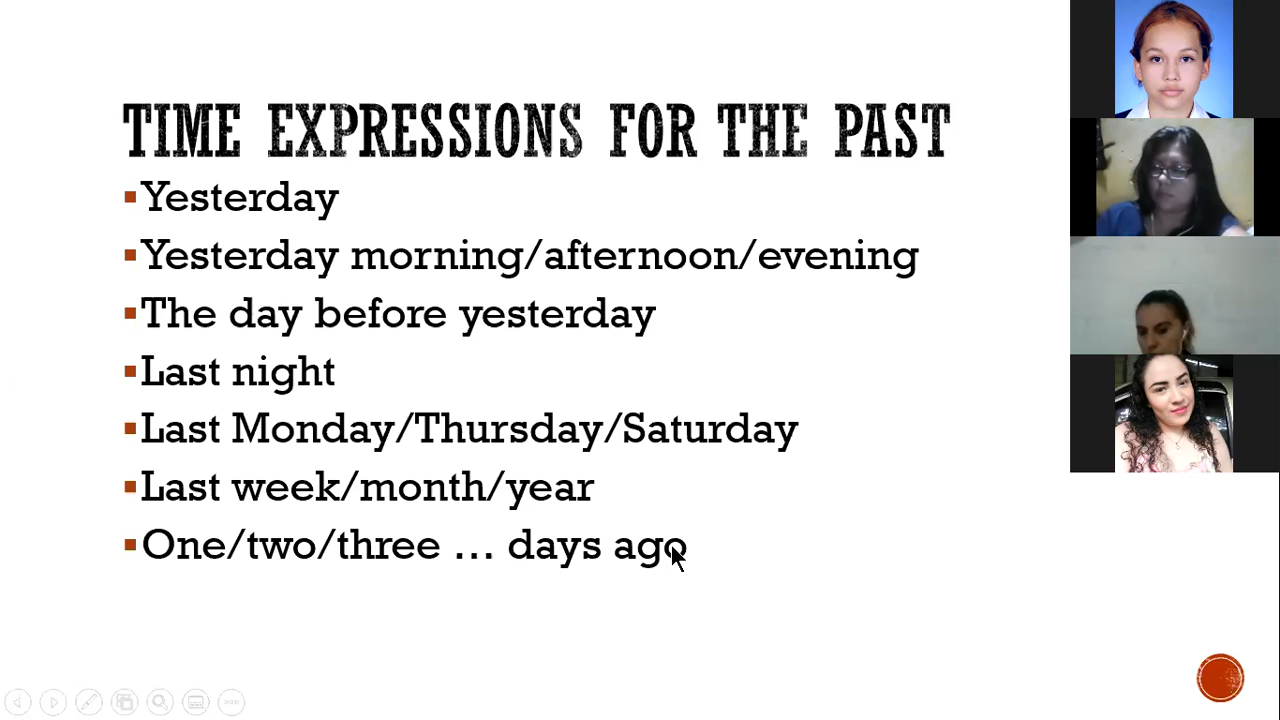 TIME EXPRESSIONS FOR THE PAST
Yesterday
Yesterday morning/afternoon/evening
The day before yesterday
Last night
Last Monday/Thursday/Saturday
Last week/month/year
One/two/three … days ago